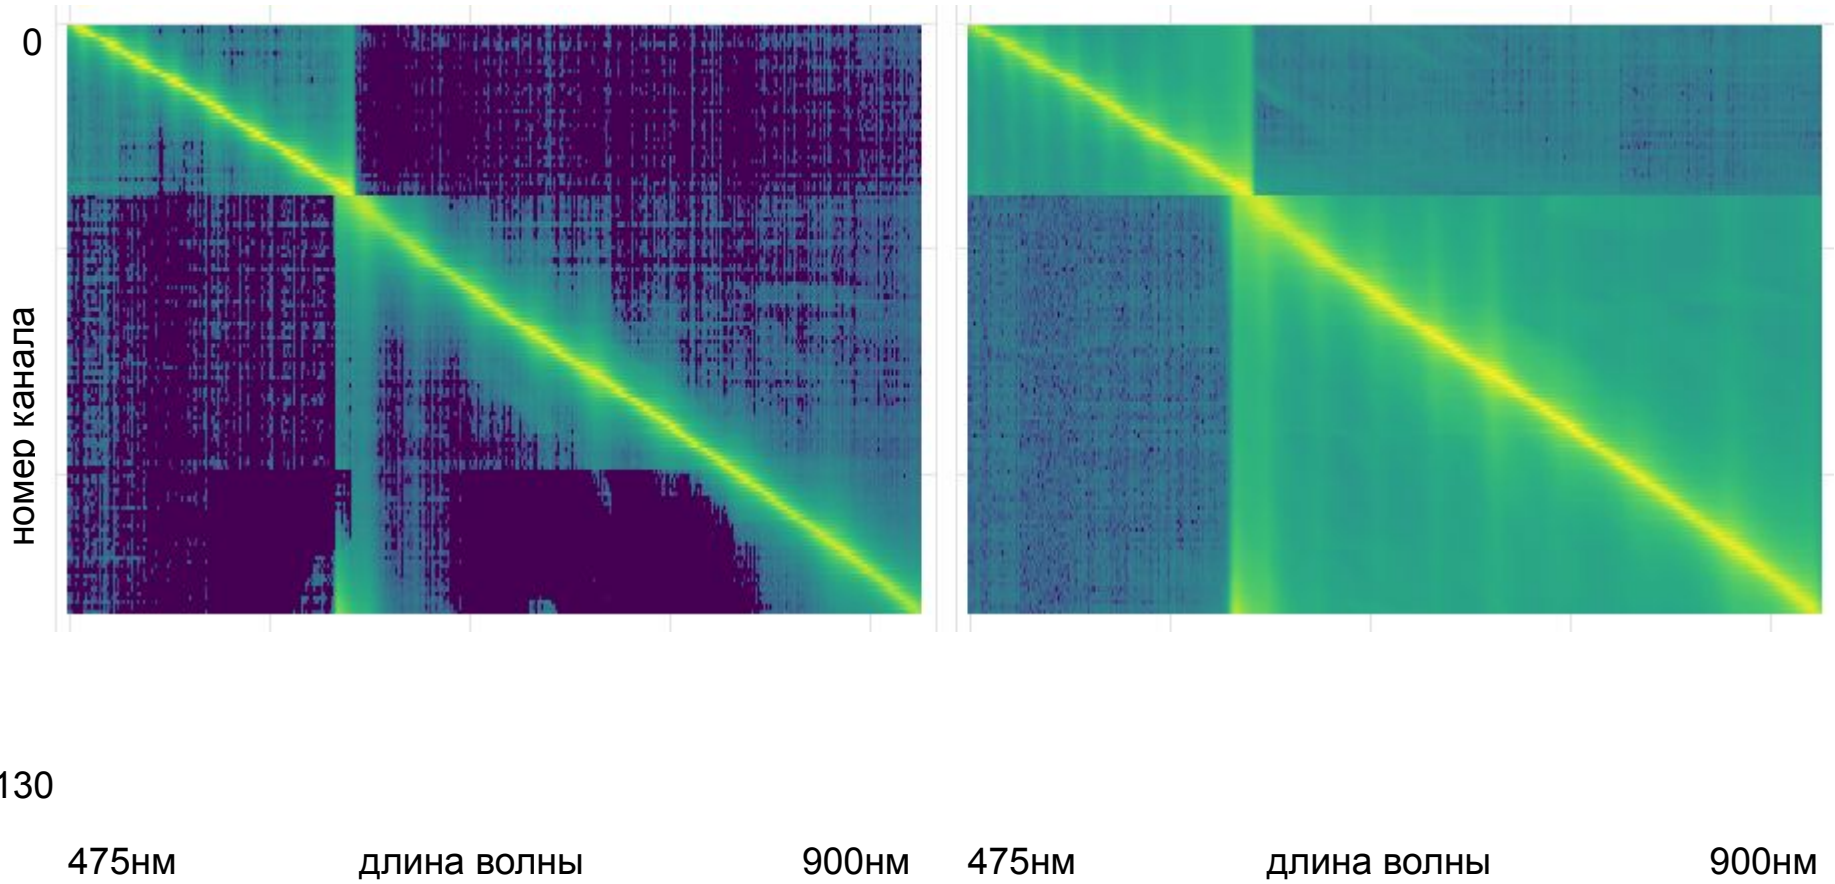 0
номер канала
130
475нм длина волны 900нм 475нм длина волны 900нм